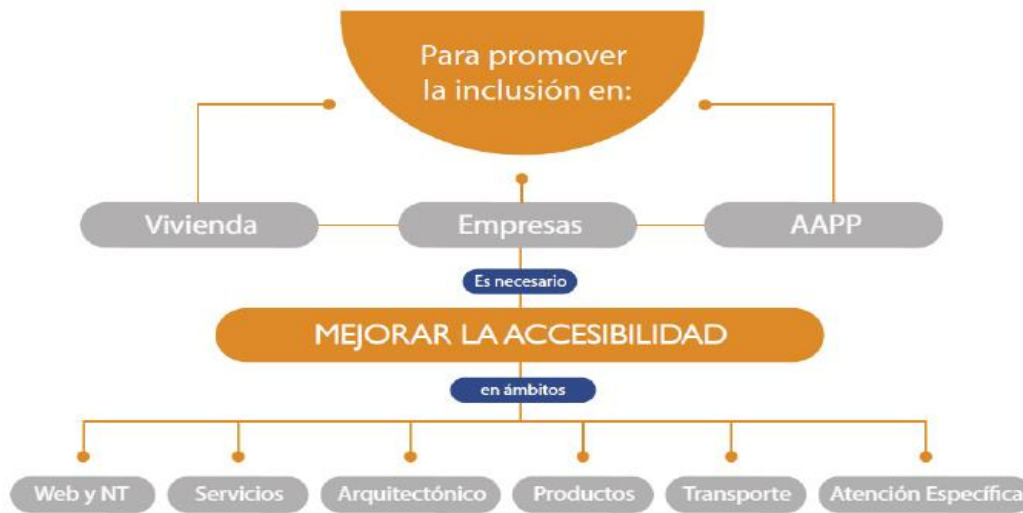 Para promover
la inclusión en:
Vivienda
Empresas
AAPP
Es necesario
MEJORAR LA ACCESIBILIDAD
en ámbitos
Web y NT
Servicios
Arquitectónico
Productos
Transporte
Atención Específica